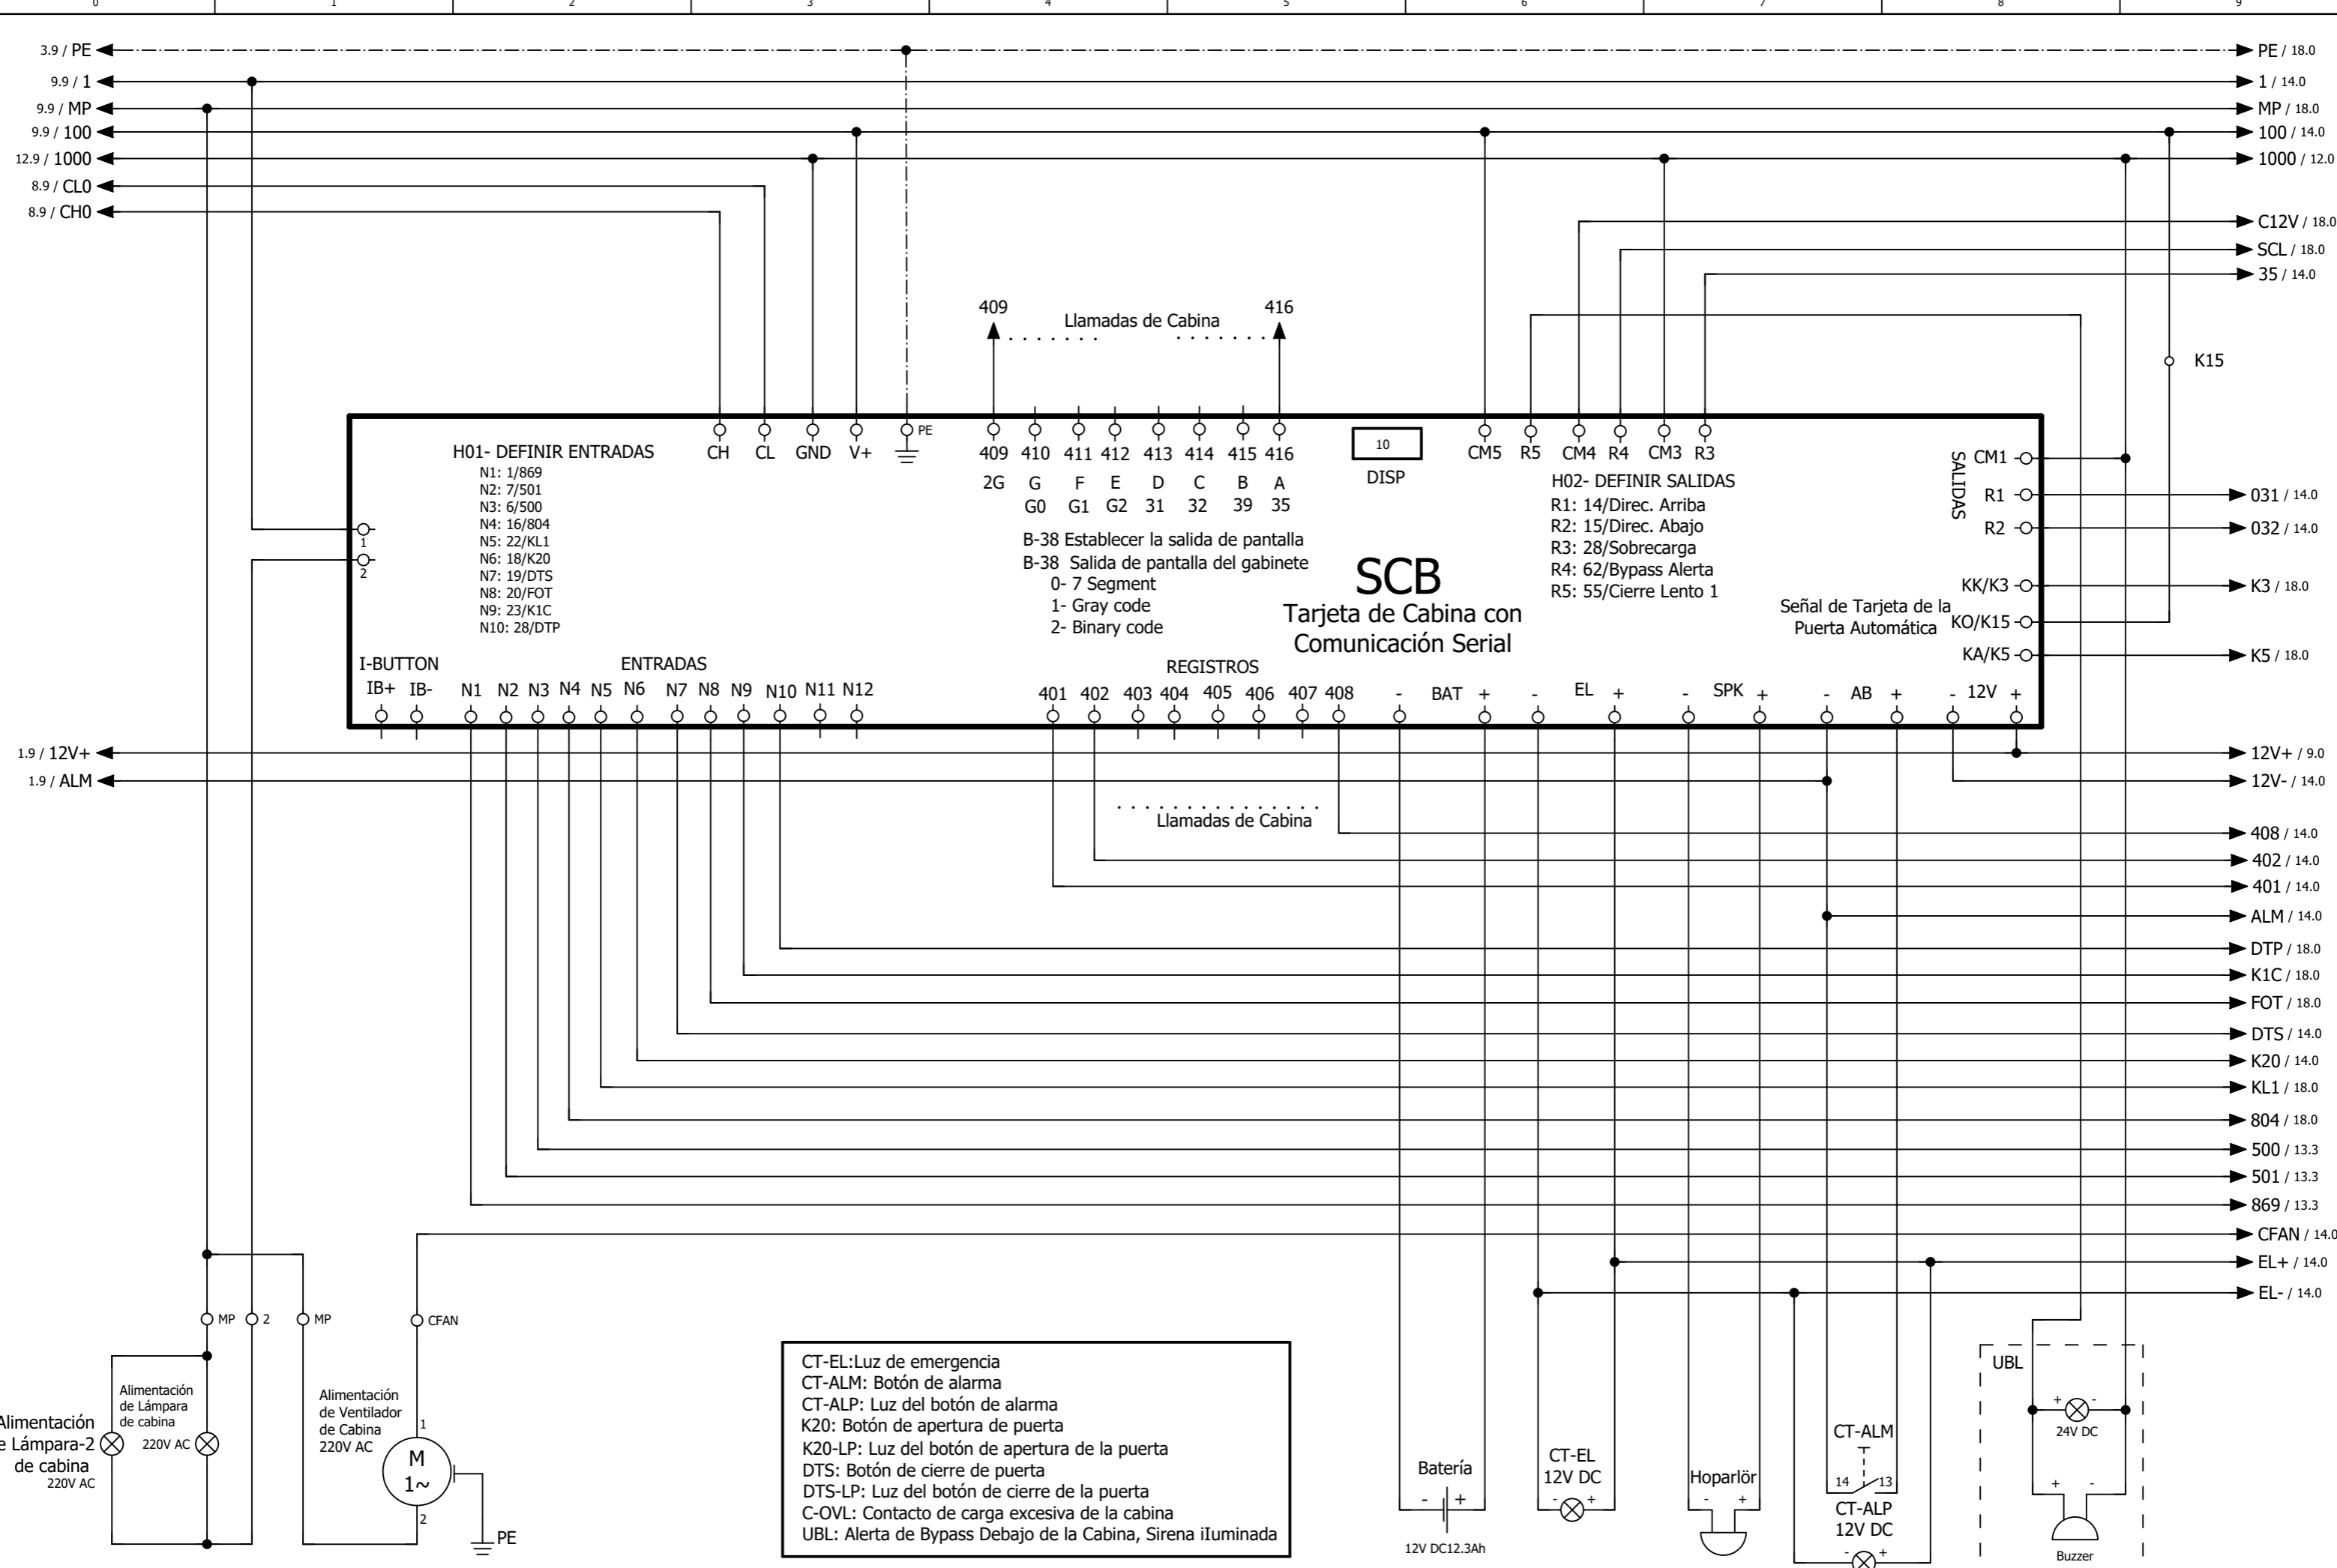 0 1 2 3 4 5 6 7 8 9
3.9 / PE
PE / 18.0
9.9 / 1
1 / 14.0
9.9 / MP
MP / 18.0
9.9 / 100
100 / 14.0
12.9 / 1000
1000 / 12.0
8.9 / CL0
8.9 / CH0
C12V / 18.0
SCL / 18.0
35 / 14.0
409
Llamadas de Cabina
416
K15
H01- DEFINIR ENTRADAS
N1: 1/869
N2: 7/501
N3: 6/500
N4: 16/804
N5: 22/KL1
N6: 18/K20
N7: 19/DTS
N8: 20/FOT
N9: 23/K1C
N10: 28/DTP
1
2
CH CL GND V+ PE
409 410 411 412 413 414 415 416
2G G F E D C B A
G0 G1 G2 31 32 39 35
B-38 Establecer la salida de pantalla
B-38 Salida de pantalla del gabinete
0- 7 Segment
1- Gray code
2- Binary code
10
DISP
SCB
Tarjeta de Cabina con
Comunicación Serial
CM5 R5 CM4 R4 CM3 R3
H02- DEFINIR SALIDAS
R1: 14/Direc. Arriba
R2: 15/Direc. Abajo
R3: 28/Sobrecarga
R4: 62/Bypass Alerta
R5: 55/Cierre Lento 1
SALIDAS
CM1
R1
R2
KK/K3
Señal de Tarjeta de la
Puerta Automática
KO/K15
KA/K5
031 / 14.0
032 / 14.0
K3 / 18.0
K5 / 18.0
I-BUTTON
IB+ IB-
ENTRADAS
N1 N2 N3 N4 N5 N6 N7 N8 N9 N10 N11 N12
REGISTROS
401 402 403 404 405 406 407 408
- BAT +
- EL +
- SPK +
- AB +
- 12V +
1.9 / 12V+
12V+ / 9.0
1.9 / ALM
12V- / 14.0
Llamadas de Cabina
408 / 14.0
402 / 14.0
401 / 14.0
ALM / 14.0
DTP / 18.0
K1C / 18.0
FOT / 18.0
DTS / 14.0
K20 / 14.0
KL1 / 18.0
804 / 18.0
500 / 13.3
501 / 13.3
869 / 13.3
CFAN / 14.0
EL+ / 14.0
EL- / 14.0
MP
2
MP
CFAN
Alimentación
e Lámpara-2
de cabina
220V AC
Alimentación
de Lámpara
de cabina
220V AC
Alimentación
de Ventilador
de Cabina
220V AC
1
M
1~
2
PE
CT-EL:Luz de emergencia
CT-ALM: Botón de alarma
CT-ALP: Luz del botón de alarma
K20: Botón de apertura de puerta
K20-LP: Luz del botón de apertura de la puerta
DTS: Botón de cierre de puerta
DTS-LP: Luz del botón de cierre de la puerta
C-OVL: Contacto de carga excesiva de la cabina
UBL: Alerta de Bypass Debajo de la Cabina, Sirena iIuminada
Batería
- +
12V DC12.3Ah
CT-EL
12V DC
- +
Hoparlör
- +
CT-ALM
14 13
CT-ALP
12V DC
- +
UBL
+ -
24V DC
+ -
Buzzer